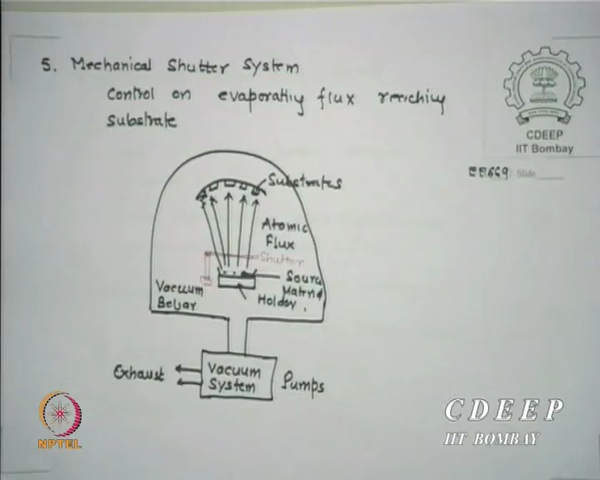 5. Mechanical Shutter System
Control on evaporating flux reaching
substrate
CDEEP
IIT Bombay
EE669 Slide
Substrates
Atomic
Flux
Shutter
Source
Material
Holder
Vacuum
Beljar
Exhaust
Vacuum
System
Pumps
NPTEL
CDEEP
IIT BOMBAY